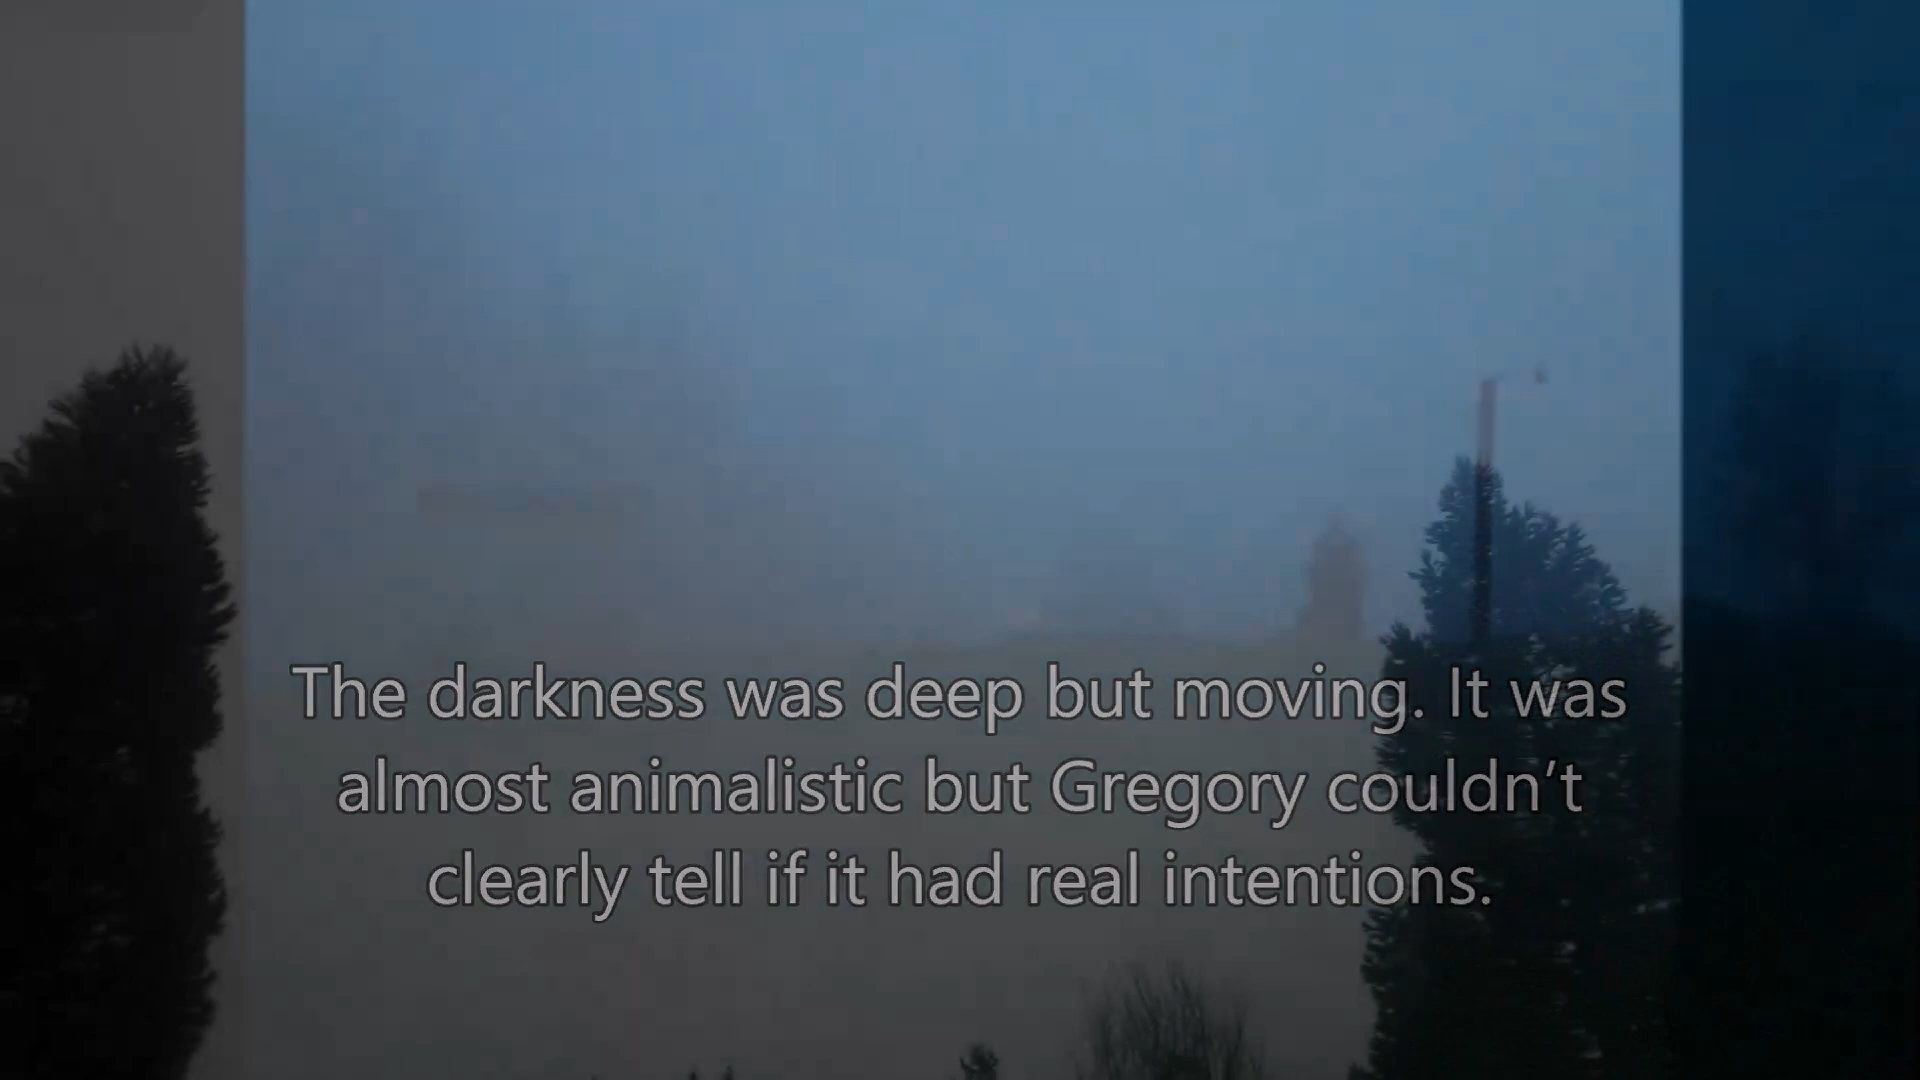 The darkness was deep but moving. It was
almost animalistic but Gregory couldn’t
clearly tell if it had real intentions.